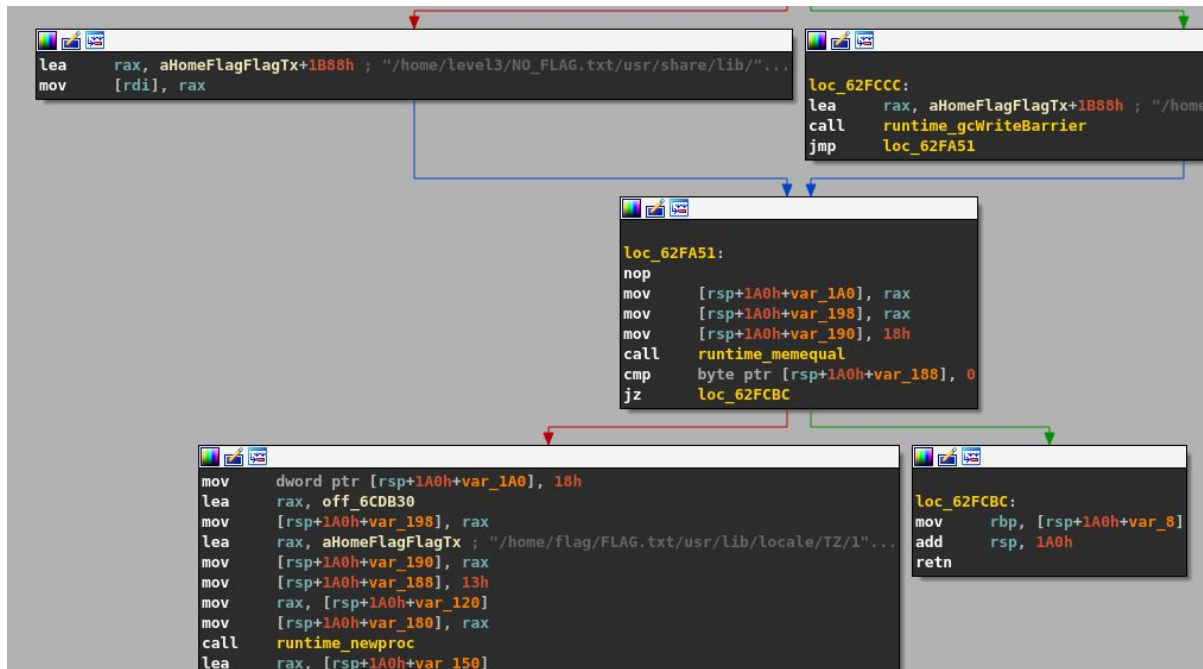 lea rax, aHomeFlagFlagTx+1B88h ; "/home/level3/NO_FLAG.txt/usr/share/lib/"...
mov [rdi], rax
loc_62FCCC:
lea rax, aHomeFlagFlagTx+1B88h ; "/home
call runtime_gcWriteBarrier
jmp loc_62FA51
loc_62FA51:
nop
mov [rsp+1A0h+var_1A0], rax
mov [rsp+1A0h+var_198], rax
mov [rsp+1A0h+var_190], 18h
call runtime_memequal
cmp byte ptr [rsp+1A0h+var_188], 0
jz loc_62FCBC
mov dword ptr [rsp+1A0h+var_1A0], 18h
lea rax, off_6CDB30
mov [rsp+1A0h+var_198], rax
lea rax, aHomeFlagFlagTx ; "/home/flag/FLAG.txt/usr/lib/locale/TZ/1"...
mov [rsp+1A0h+var_190], rax
mov [rsp+1A0h+var_188], 13h
mov rax, [rsp+1A0h+var_120]
mov [rsp+1A0h+var_180], rax
call runtime_newproc
lea rax, [rsp+1A0h+var_150]
loc_62FCBC:
mov rbp, [rsp+1A0h+var_8]
add rsp, 1A0h
retn